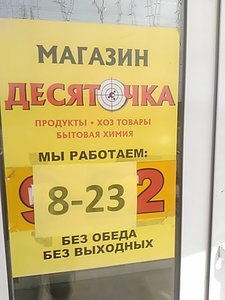 МАГАЗИН
ДЕСЯТОЧКА
ПРОДУКТЫ • ХОЗ ТОВАРЫ
БЫТОВАЯ ХИМИЯ
МЫ РАБОТАЕМ:
8-23
БЕЗ ОБЕДА
БЕЗ ВЫХОДНЫХ